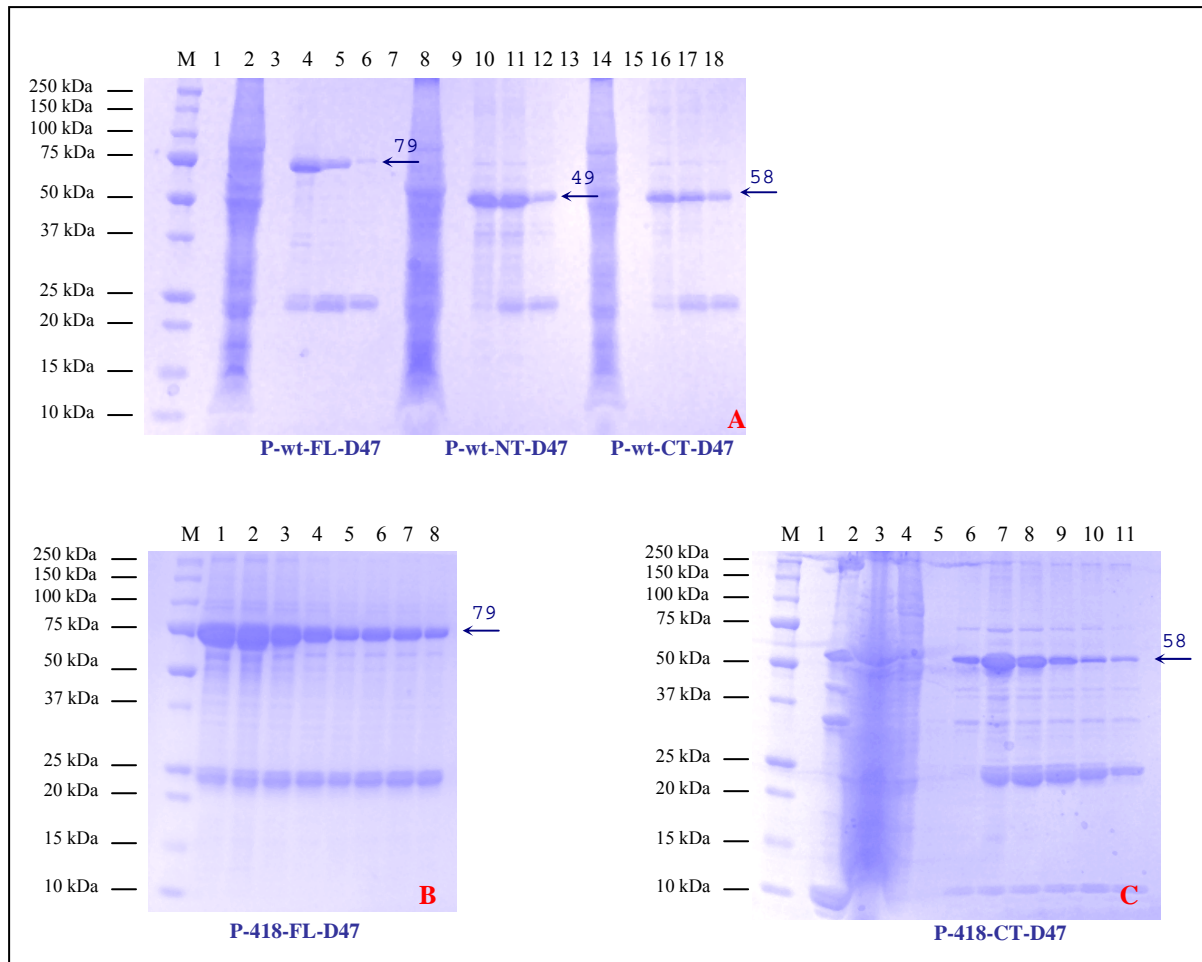 M 1 2 3 4 5 6 7 8 9 10 11 12 13 14 15 16 17 18
250 kDa
150 kDa
100 kDa
75 kDa
50 kDa
37 kDa
25 kDa
20 kDa
15 kDa
10 kDa
79
49
58
A
P-wt-FL-D47 P-wt-NT-D47 P-wt-CT-D47
M 1 2 3 4 5 6 7 8
250 kDa
150 kDa
100 kDa
75 kDa
50 kDa
37 kDa
25 kDa
20 kDa
15 kDa
10 kDa
79
B
P-418-FL-D47
M 1 2 3 4 5 6 7 8 9 10 11
250 kDa
150 kDa
100 kDa
75 kDa
50 kDa
37 kDa
25 kDa
20 kDa
15 kDa
10 kDa
58
C
P-418-CT-D47